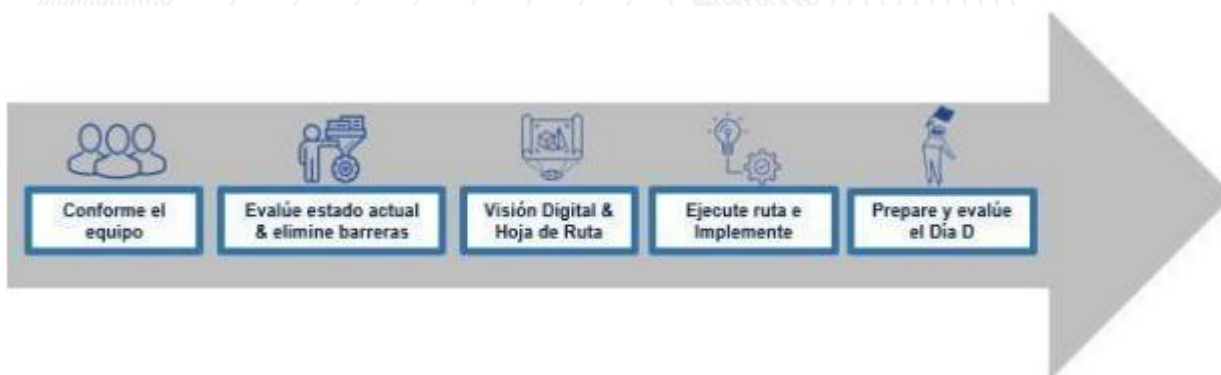 Conforme el
equipo
Evalúe estado actual
& elimine barreras
Visión Digital &
Hoja de Ruta
Ejecute ruta e
Implemente
Prepare y evalúe
el Día D